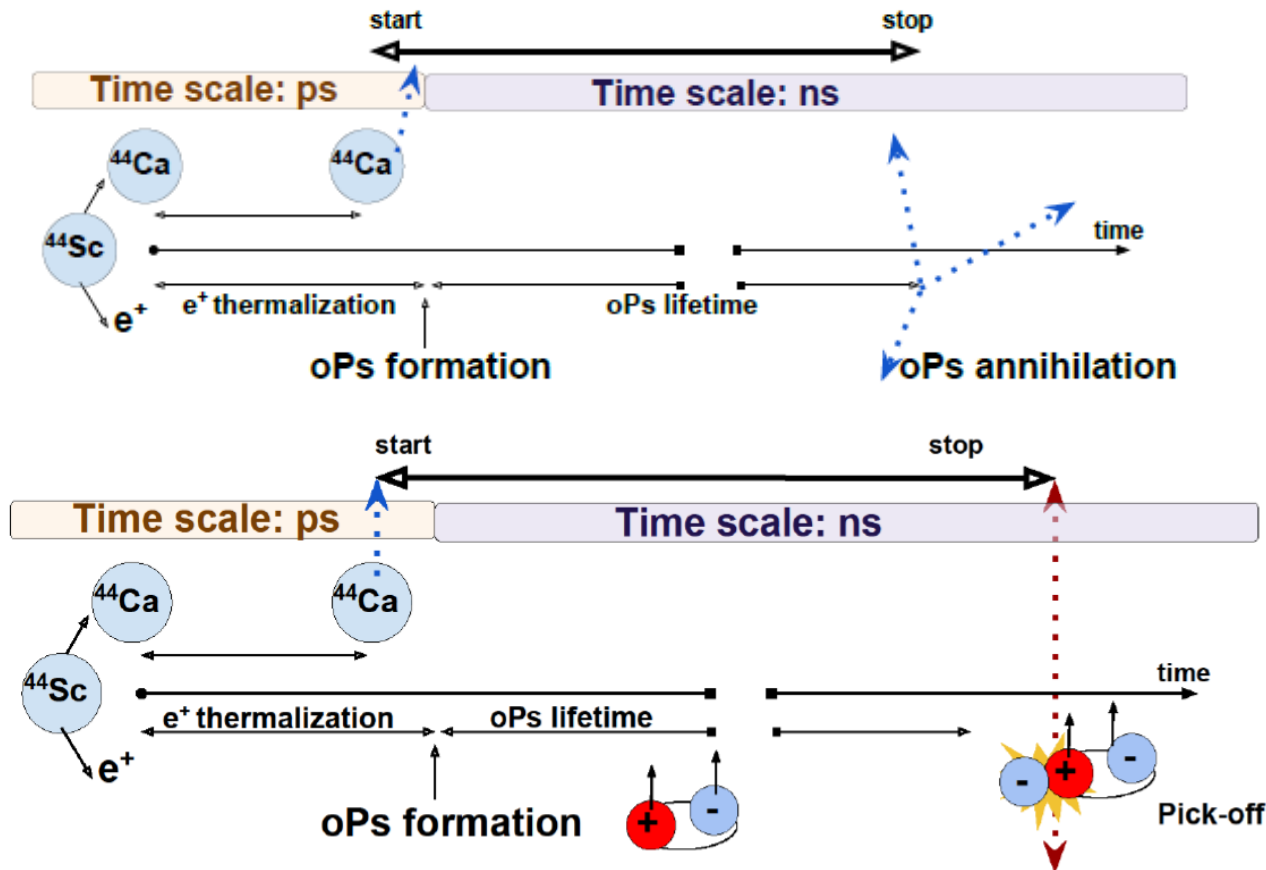 start stop
Time scale: ps Time scale: ns
44Ca 44Ca
44Sc
time
e+ e+ thermalization oPs lifetime
oPs formation oPs annihilation
start stop
Time scale: ps Time scale: ns
44Ca 44Ca
44Sc
time
e+ thermalization oPs lifetime
e+
- + -
oPs formation + - Pick-off